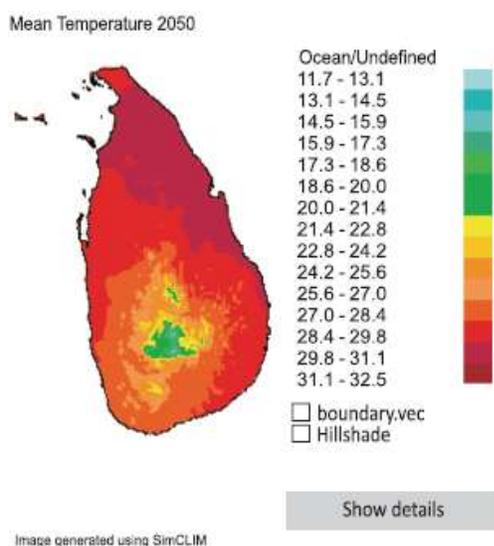 Mean Temperature 2050
Ocean/Undefined
11.7 - 13.1
13.1 - 14.5
14.5 - 15.9
15.9 - 17.3
17.3 - 18.6
18.6 - 20.0
20.0 - 21.4
21.4 - 22.8
22.8 - 24.2
24.2 - 25.6
25.6 - 27.0
27.0 - 28.4
28.4 - 29.8
29.8 - 31.1
31.1 - 32.5
boundary.vec
Hillshade
Show details
Image generated using SimCLIM